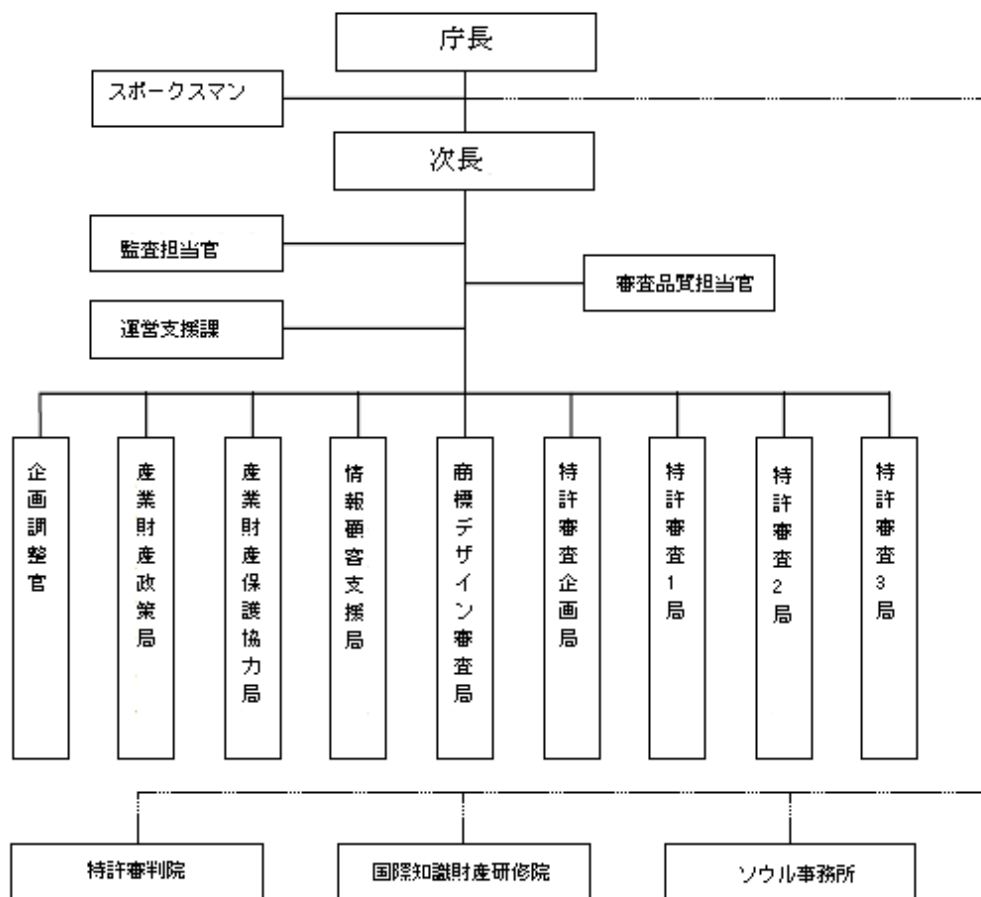 庁長
スポークスマン
次長
監査担当官
審査品質担当官
運営支援課
企画調整官
産業財産政策局
産業財産保護協力局
情報顧客支援局
商標デザイン審査局
特許審査企画局
特許審査1局
特許審査2局
特許審査3局
特許審判院
国際知識財産研修院
ソウル事務所